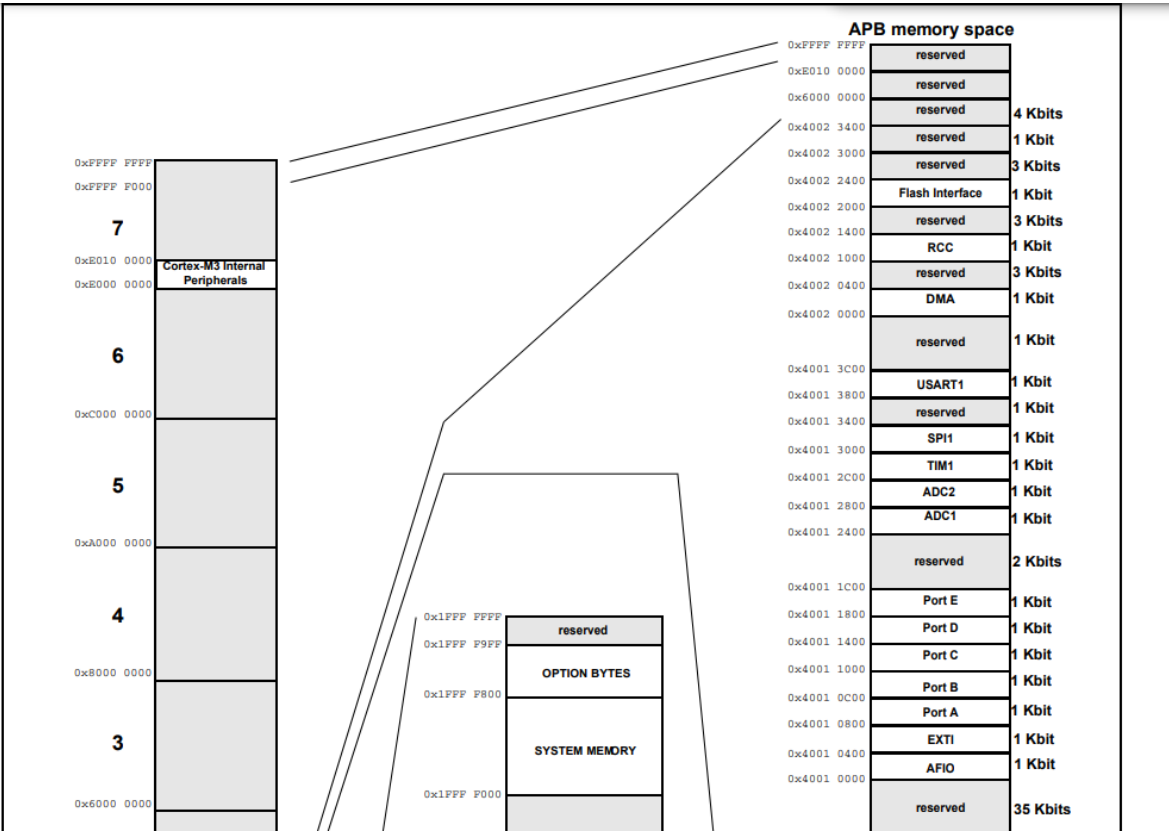 APB memory space
0xFFFF FFFF
reserved
0xE010 0000
reserved
0x6000 0000
reserved 4 Kbits
0x4002 3400
reserved 1 Kbit
0x4002 3000
reserved 3 Kbits
0x4002 2400
Flash Interface 1 Kbit
0x4002 2000
reserved 3 Kbits
0x4002 1400
RCC 1 Kbit
0x4002 1000
reserved 3 Kbits
0x4002 0400
DMA 1 Kbit
0x4002 0000
reserved 1 Kbit
0x4001 3C00
USART1 1 Kbit
0x4001 3800
reserved 1 Kbit
0x4001 3400
SPI1 1 Kbit
0x4001 3000
TIM1 1 Kbit
0x4001 2C00
ADC2 1 Kbit
0x4001 2800
ADC1 1 Kbit
0x4001 2400
reserved 2 Kbits
0x4001 1C00
Port E 1 Kbit
0x4001 1800
Port D 1 Kbit
0x4001 1400
Port C 1 Kbit
0x4001 1000
Port B 1 Kbit
0x4001 0C00
Port A 1 Kbit
0x4001 0800
EXTI 1 Kbit
0x4001 0400
AFIO 1 Kbit
0x4001 0000
reserved 35 Kbits
0xFFFF FFFF
0xFFFF F000
7
0xE010 0000
Cortex-M3 Internal
Peripherals
0xE000 0000
6
0xC000 0000
5
0xA000 0000
4
0x8000 0000
3
0x6000 0000
0x1FFF FFFF
reserved
0x1FFF F9FF
OPTION BYTES
0x1FFF F800
SYSTEM MEMORY
0x1FFF F000